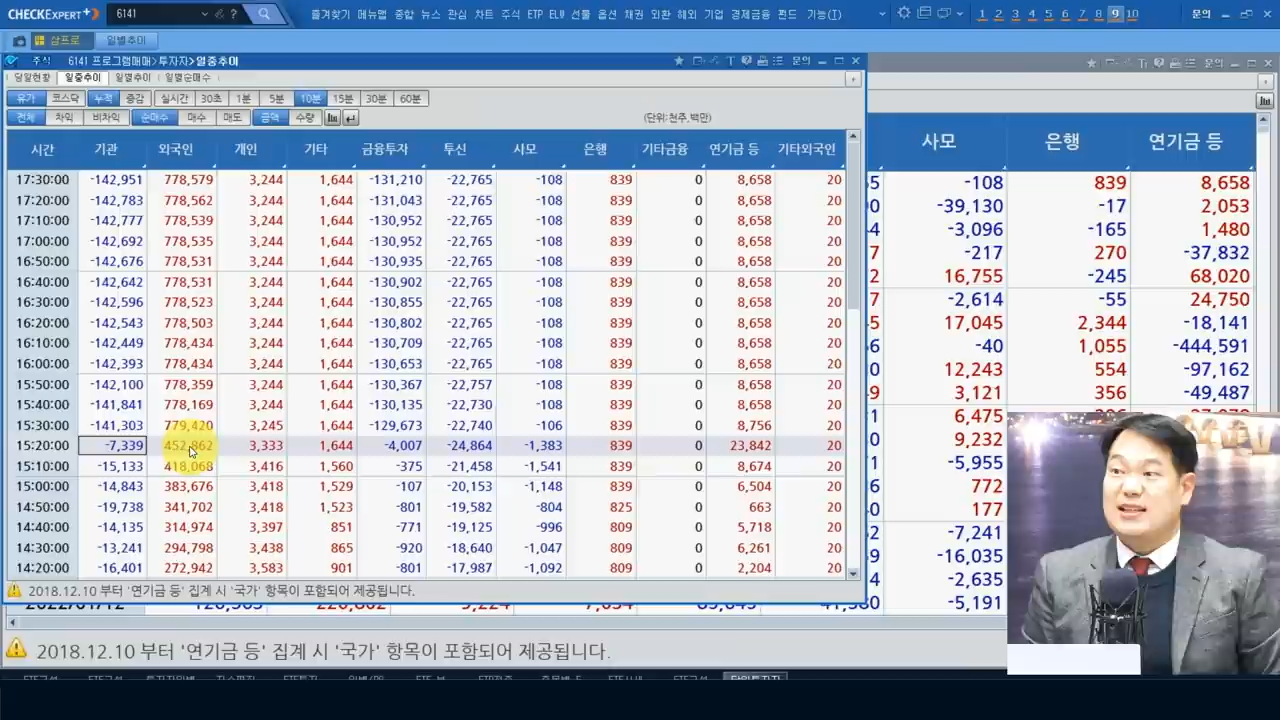 CHECKEXPERT+ 6141 즐겨찾기 메뉴맵 종합 뉴스 관심 차트 주식 ETP ELW 선물 옵션 채권 외환 해외 기업 경제금융 펀드 기능(T) 1 2 3 4 5 6 7 8 9 10 문의
삼프로 일별추이
주식 6141 프로그램매매>투자자>일중추이 문의
당일현황 일중추이 일별추이 일별순매수
유가 코스닥 누적 증감 실시간 30초 1분 5분 10분 15분 30분 60분
전체 차익 비차익 순매수 매수 매도 금액 수량 (단위:천주,백만)
시간 기관 외국인 개인 기타 금융투자 투신 사모 은행 기타금융 연기금 등 기타외국인
17:30:00 -142,951 778,579 3,244 1,644 -131,210 -22,765 -108 839 0 8,658 20
17:20:00 -142,783 778,562 3,244 1,644 -131,043 -22,765 -108 839 0 8,658 20
17:10:00 -142,777 778,539 3,244 1,644 -130,952 -22,765 -108 839 0 8,658 20
17:00:00 -142,692 778,535 3,244 1,644 -130,952 -22,765 -108 839 0 8,658 20
16:50:00 -142,676 778,531 3,244 1,644 -130,935 -22,765 -108 839 0 8,658 20
16:40:00 -142,642 778,531 3,244 1,644 -130,902 -22,765 -108 839 0 8,658 20
16:30:00 -142,596 778,523 3,244 1,644 -130,855 -22,765 -108 839 0 8,658 20
16:20:00 -142,543 778,503 3,244 1,644 -130,802 -22,765 -108 839 0 8,658 20
16:10:00 -142,449 778,434 3,244 1,644 -130,709 -22,765 -108 839 0 8,658 20
16:00:00 -142,393 778,434 3,244 1,644 -130,653 -22,765 -108 839 0 8,658 20
15:50:00 -142,100 778,359 3,244 1,644 -130,367 -22,757 -108 839 0 8,658 20
15:40:00 -141,841 778,169 3,244 1,644 -130,135 -22,730 -108 839 0 8,658 20
15:30:00 -141,303 779,420 3,245 1,644 -22,740 -106 839 0 8,756 20
15:20:00 -7,339 452,862 3,333 1,644 -4,007 -24,864 -1,383 839 0 23,842 20
15:10:00 -15,133 418,068 3,416 1,560 -375 -21,458 -1,541 839 0 8,674 20
15:00:00 -14,843 383,676 3,418 1,529 -107 -20,153 -1,148 839 0 6,504 20
14:50:00 -19,738 341,702 3,418 1,523 -801 -19,582 -804 825 0 663 20
14:40:00 -14,135 314,974 3,397 851 -771 -19,125 -996 809 0 5,718 20
14:30:00 -13,241 294,798 3,438 865 -920 -18,640 -1,047 809 0 6,261 20
14:20:00 -16,401 272,942 3,583 901 -801 -17,987 -1,092 809 0 2,204 20
2018.12.10 부터 '연기금 등' 집계 시 '국가' 항목이 포함되어 제공됩니다.
문의
사모 은행 연기금 등
-108 839 8,658
-39,130 -17 2,053
-3,096 -165 1,480
-217 270 -37,832
16,755 -245 68,020
-2,614 -55 24,750
17,045 2,344 -18,141
-40 1,055 -444,591
12,243 554 -97,162
3,121 356 -49,487
6,475
9,232
-5,955
772
177
-7,241
-16,035
-2,635
-5,191
2018.12.10 부터 '연기금 등' 집계 시 '국가' 항목이 포함되어 제공됩니다.